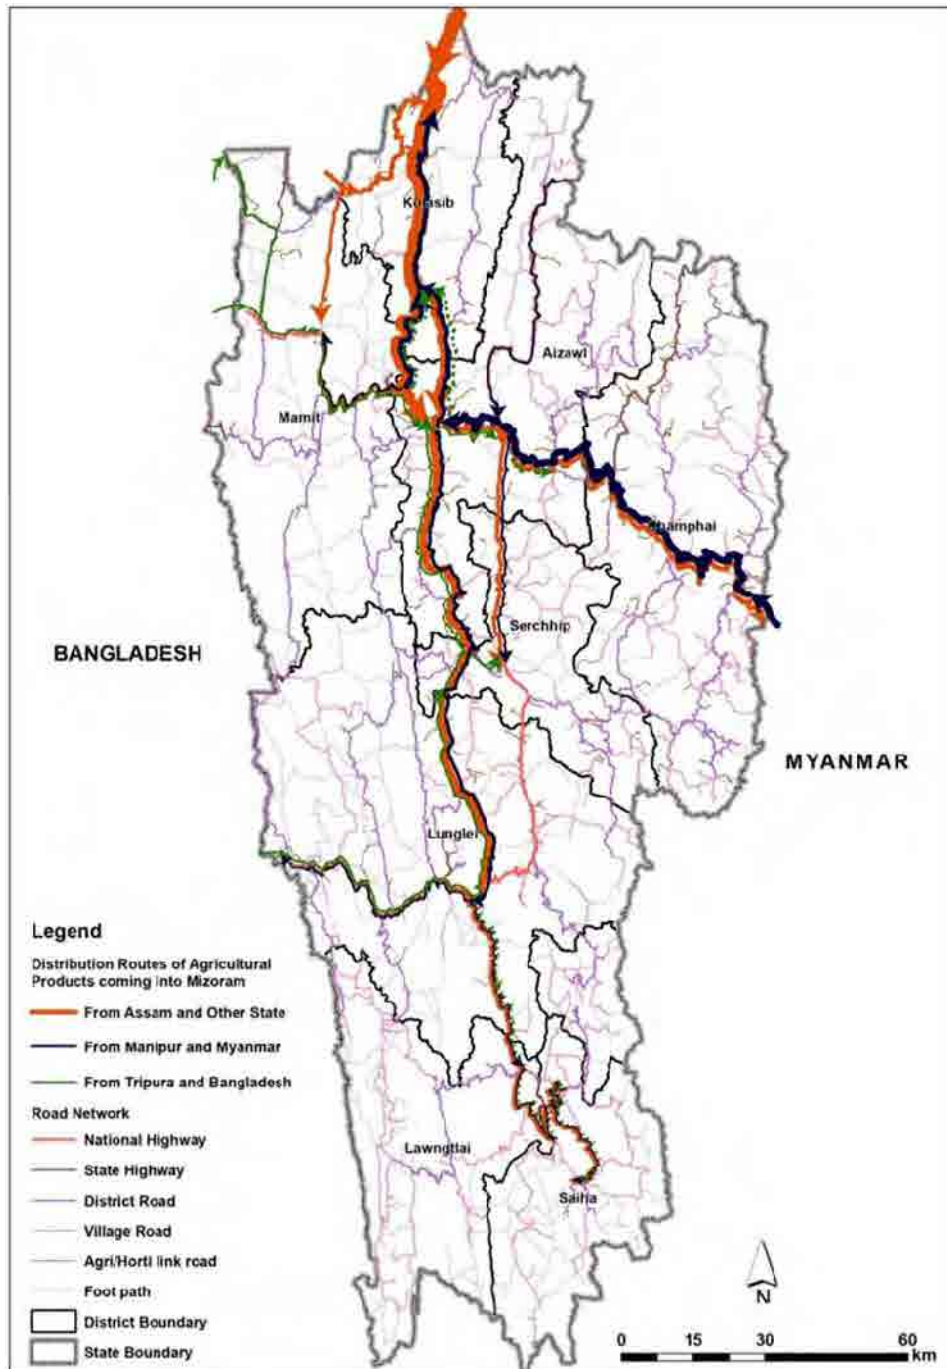 Kolasib
Aizawl
Mamit
Champhai
Serchhip
BANGLADESH
MYANMAR
Lunglei
Legend
Distribution Routes of Agricultural
Products coming into Mizoram
From Assam and Other State
From Manipur and Myanmar
From Tripura and Bangladesh
Road Network
National Highway
State Highway
District Road
Village Road
Agri/Horti link road
Foot path
District Boundary
State Boundary
Lawngtlai
Saiha
N
0 15 30 60
km